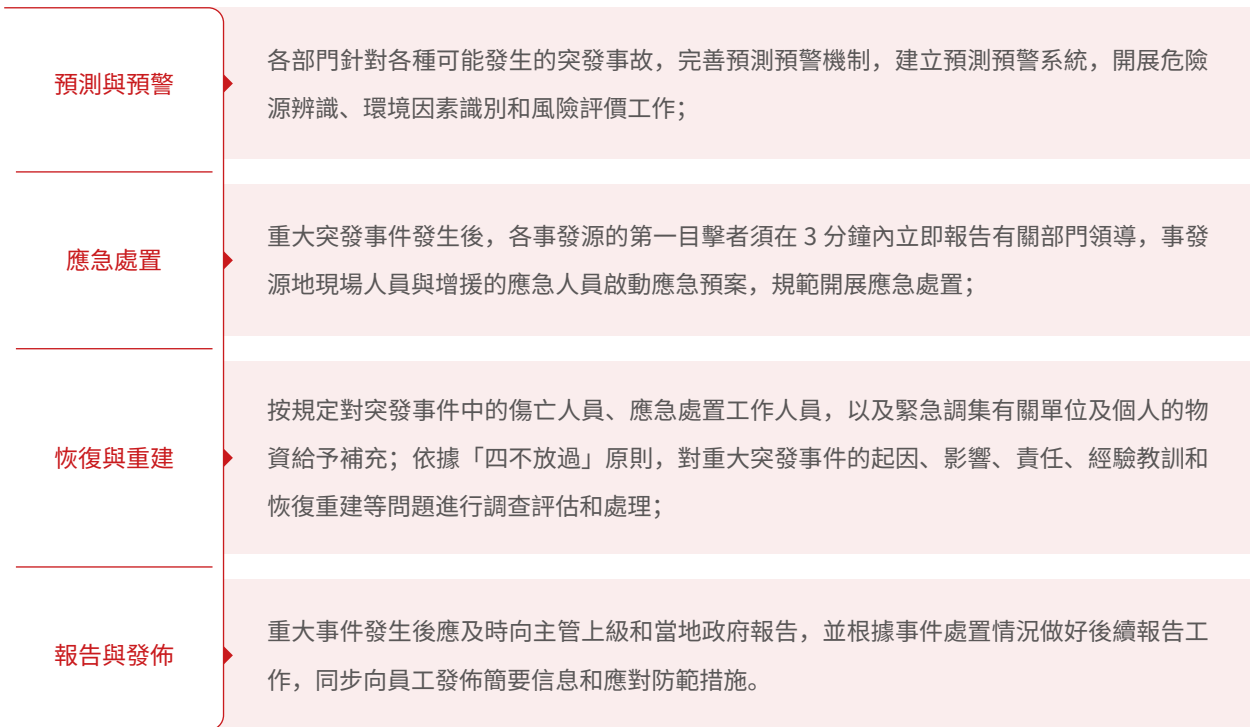 預測與預警
各部門針對各種可能發生的突發事故，完善預測預警機制，建立預測預警系統，開展危險
源辨識、環境因素識別和風險評價工作；
應急處置
重大突發事件發生後，各事發源的第一目擊者須在 3 分鐘內立即報告有關部門領導，事發
源地現場人員與增援的應急人員啟動應急預案，規範開展應急處置；
恢復與重建
按規定對突發事件中的傷亡人員、應急處置工作人員，以及緊急調集有關單位及個人的物
資給予補充；依據「四不放過」原則，對重大突發事件的起因、影響、責任、經驗教訓和
恢復重建等問題進行調查評估和處理；
報告與發佈
重大事件發生後應及時向主管上級和當地政府報告，並根據事件處置情況做好後續報告工
作，同步向員工發佈簡要信息和應對防範措施。